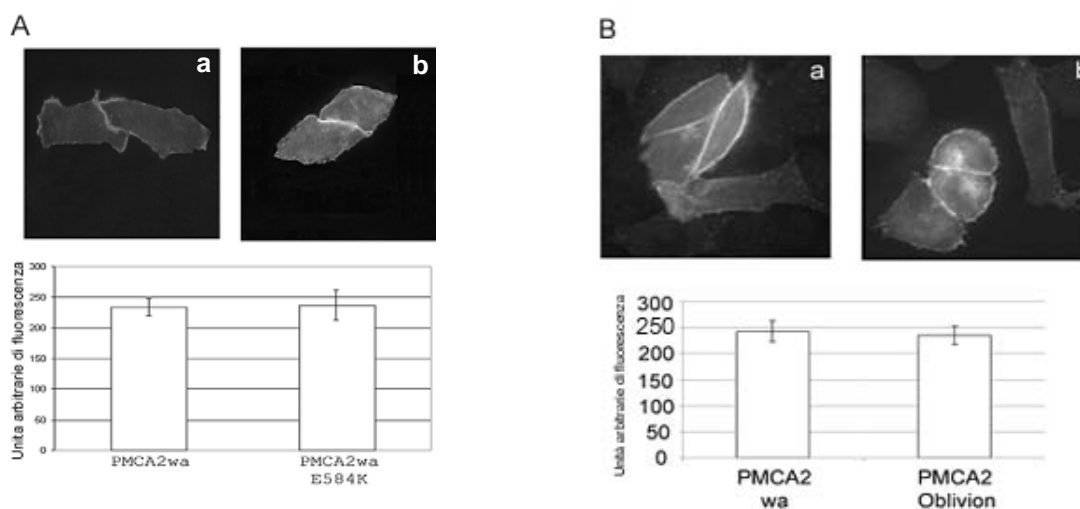 A
a
b
Unita arbitrarie di fluorescenza
300
250
200
150
100
50
0
PMCA2wa
PMCA2wa
E584K
B
a
b
Unità arbitrarie di fluorescenza
300
250
200
150
100
50
0
PMCA2
wa
PMCA2
Oblivion